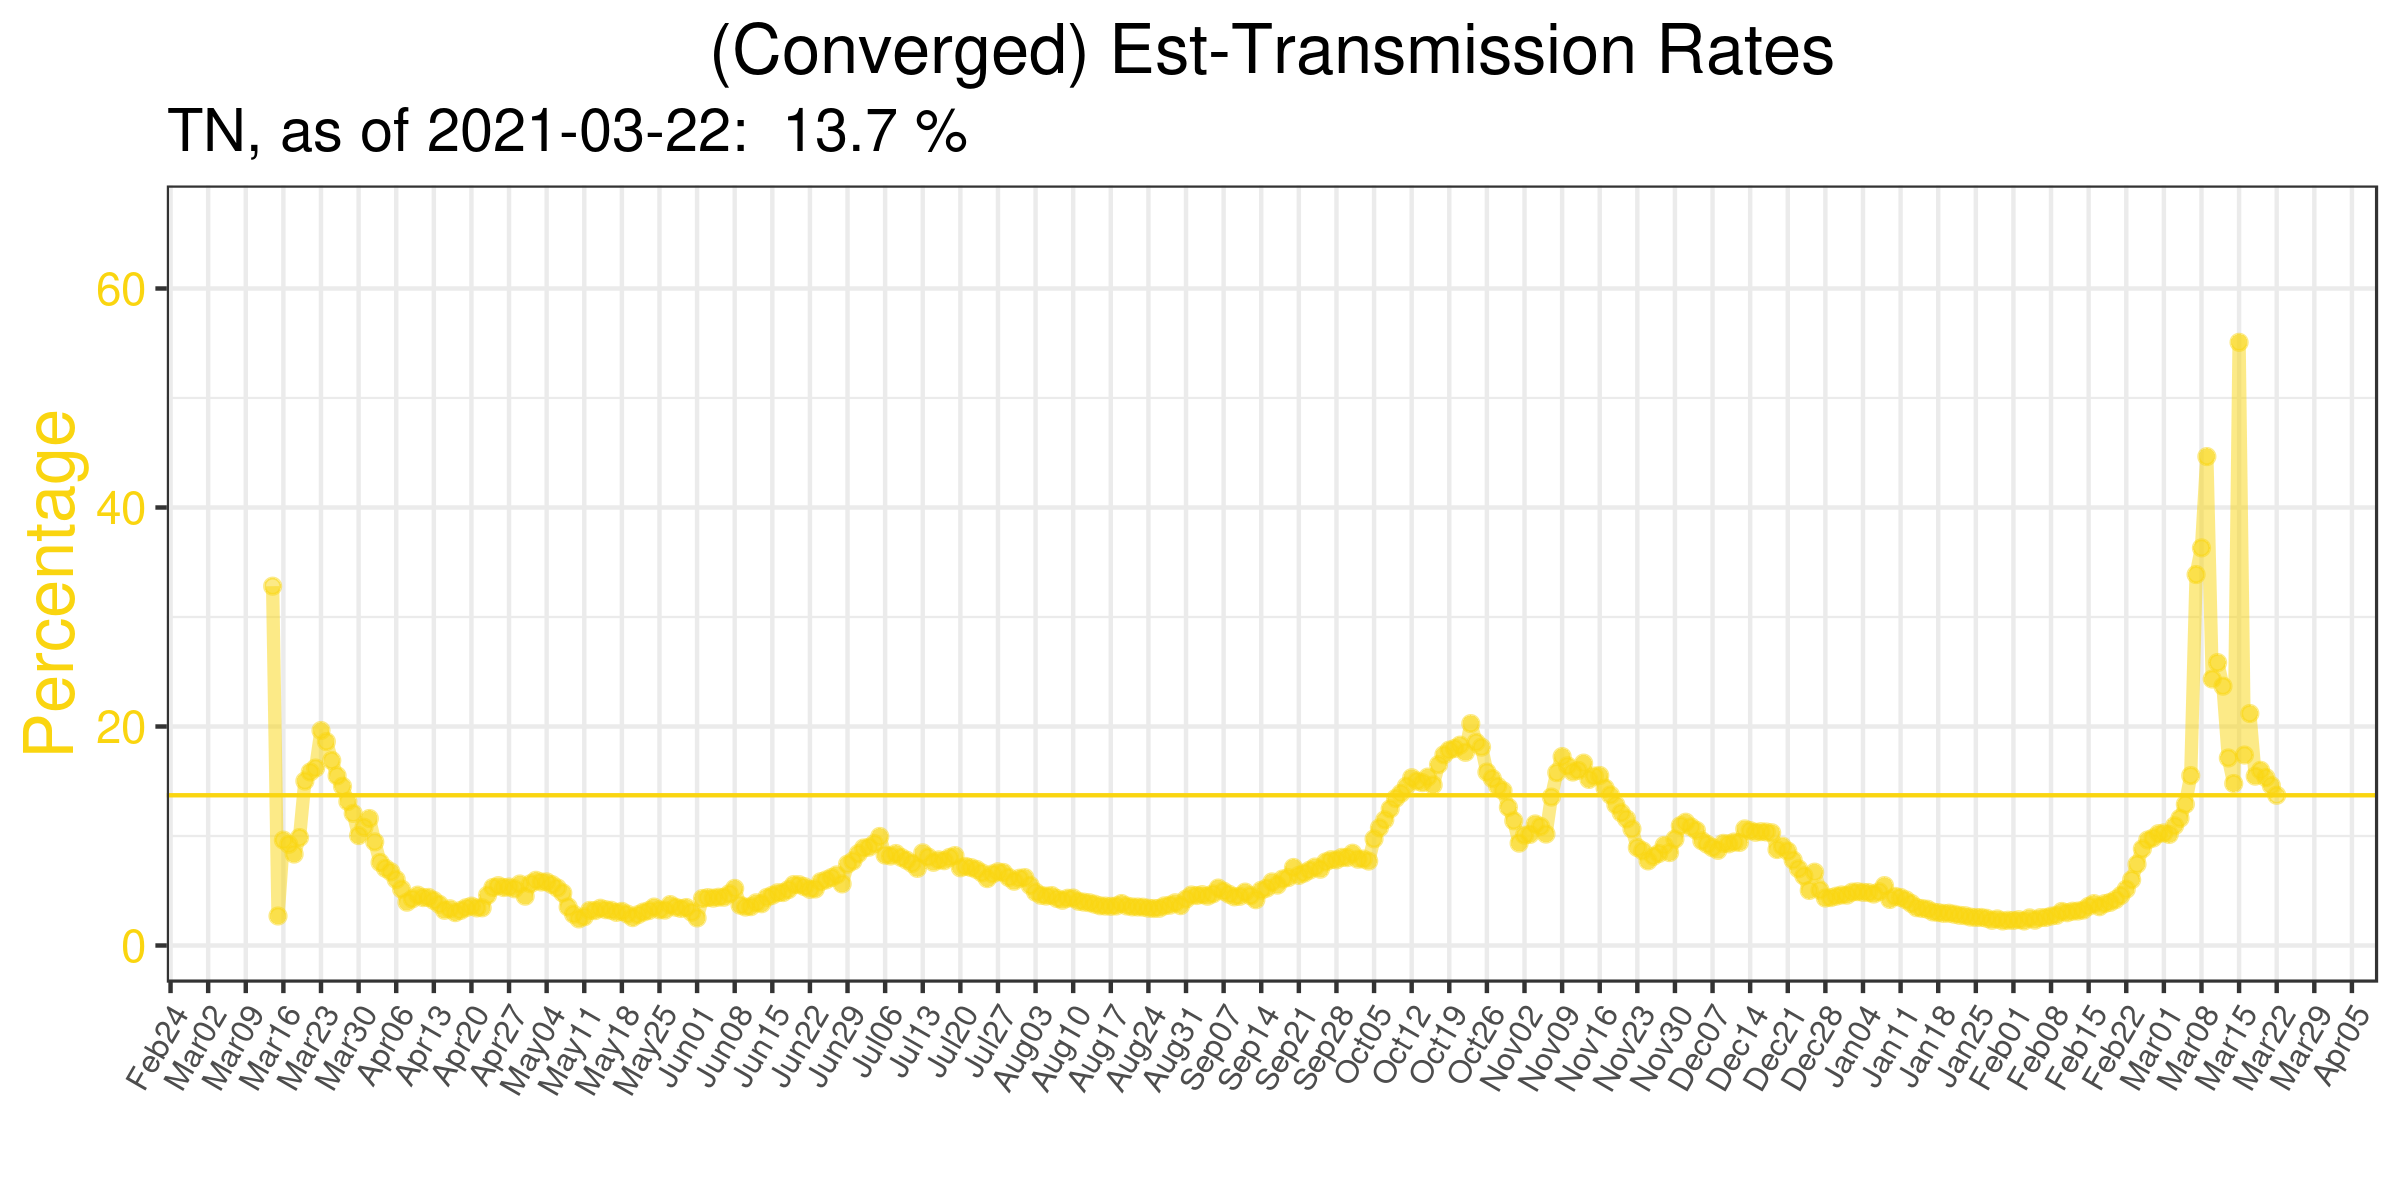 (Converged) Est-Transmission Rates
TN, as of 2021-03-22:  13.7 %
Percentage
60
40
20
0
Feb24
Mar02
Mar09
Mar16
Mar23
Mar30
Apr06
Apr13
Apr20
Apr27
May04
May11
May18
May25
Jun01
Jun08
Jun15
Jun22
Jun29
Jul06
Jul13
Jul20
Jul27
Aug03
Aug10
Aug17
Aug24
Aug31
Sep07
Sep14
Sep21
Sep28
Oct05
Oct12
Oct19
Oct26
Nov02
Nov09
Nov16
Nov23
Nov30
Dec07
Dec14
Dec21
Dec28
Jan04
Jan11
Jan18
Jan25
Feb01
Feb08
Feb15
Feb22
Mar01
Mar08
Mar15
Mar22
Mar29
Apr05